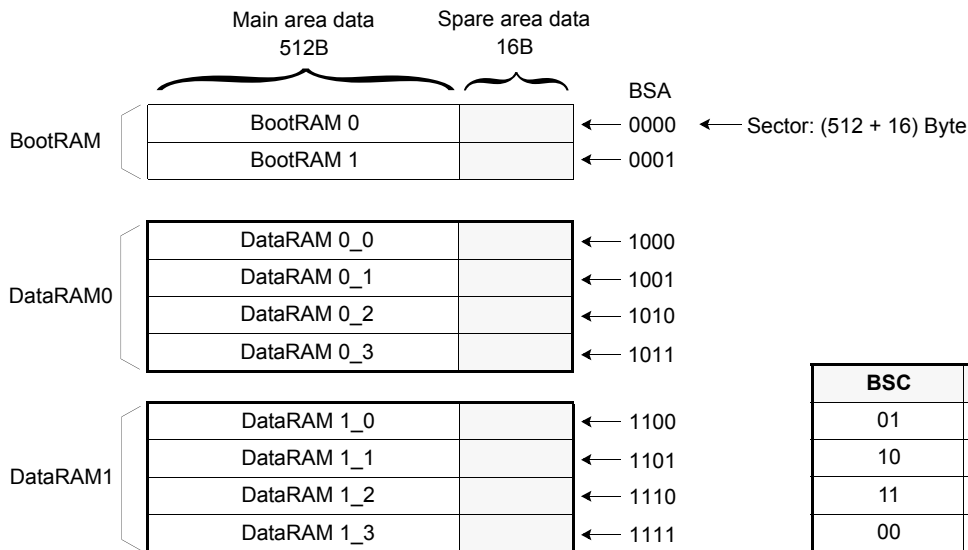 Main area data
512B
Spare area data
16B
BSA
BootRAM
BootRAM 0
0000
Sector: (512 + 16) Byte
BootRAM 1
0001
DataRAM0
DataRAM 0_0
1000
DataRAM 0_1
1001
DataRAM 0_2
1010
DataRAM 0_3
1011
DataRAM1
DataRAM 1_0
1100
DataRAM 1_1
1101
DataRAM 1_2
1110
DataRAM 1_3
1111
BSC
01
10
11
00